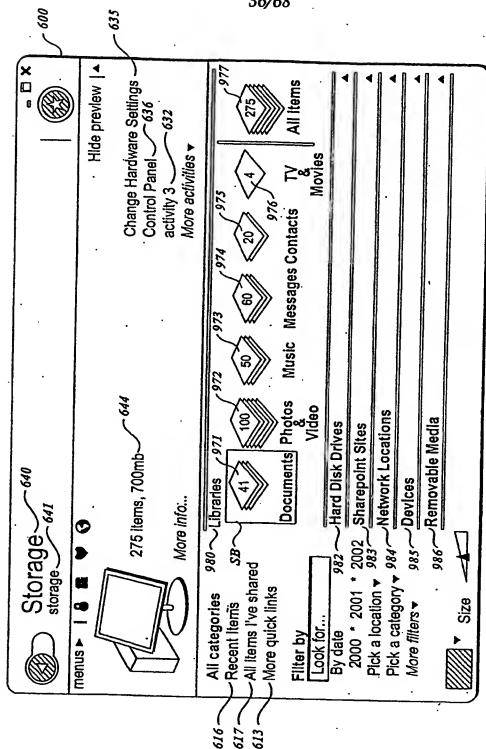 36/68
600
Storage 640
storage 641
menus
Hide preview
275 items, 700mb 644
More info...
Change Hardware Settings 635
Control Panel 636
activity 3 632
More activities
All categories
616 Recent Items
617 All Items I've shared
613 More quick links
Filter by
Look for...
By date
2000 * 2001 * 2002
Pick a location
Pick a category
More filters
Size
980 Libraries
SB
971 972 973 974 975 976 977
41 100 50 60 20 4 275
Documents Photos & Video Music Messages Contacts TV & Movies All Items
982 Hard Disk Drives
983 Sharepoint Sites
984 Network Locations
985 Devices
986 Removable Media